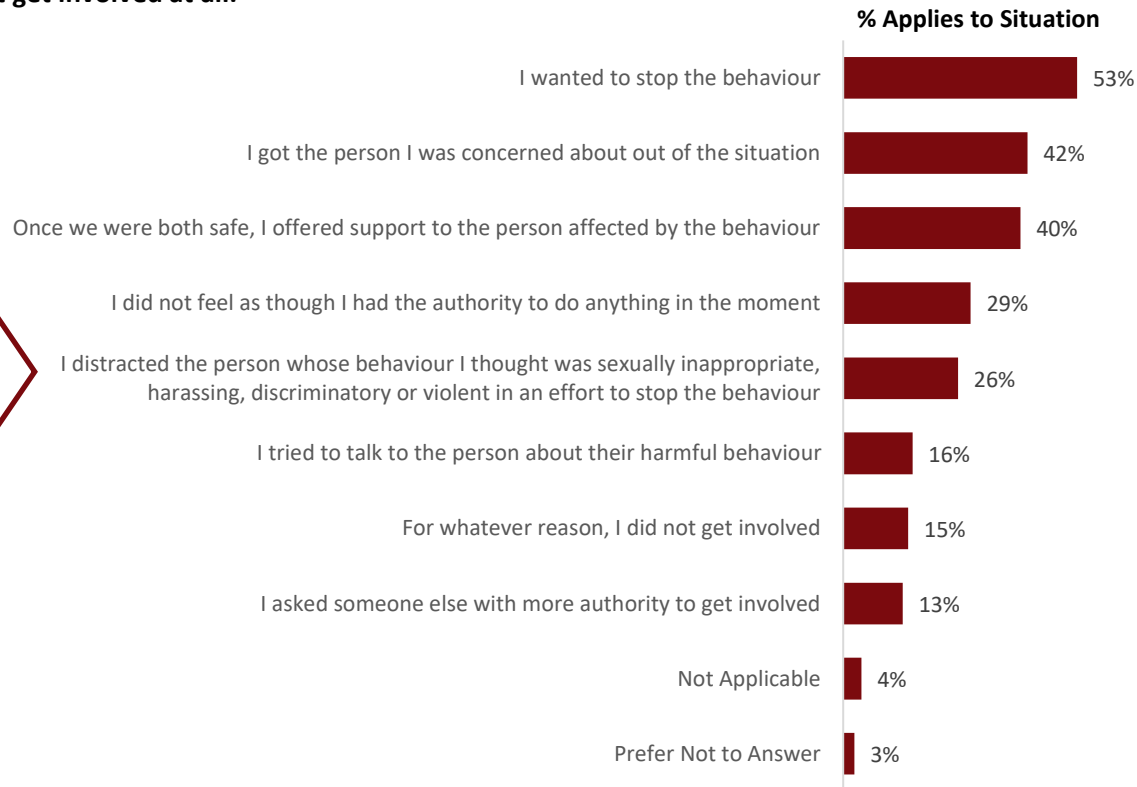 % Applies to Situation
I wanted to stop the behaviour 53%
I got the person I was concerned about out of the situation 42%
Once we were both safe, I offered support to the person affected by the behaviour 40%
I did not feel as though I had the authority to do anything in the moment 29%
I distracted the person whose behaviour I thought was sexually inappropriate,
harassing, discriminatory or violent in an effort to stop the behaviour 26%
I tried to talk to the person about their harmful behaviour 16%
For whatever reason, I did not get involved 15%
I asked someone else with more authority to get involved 13%
Not Applicable 4%
Prefer Not to Answer 3%